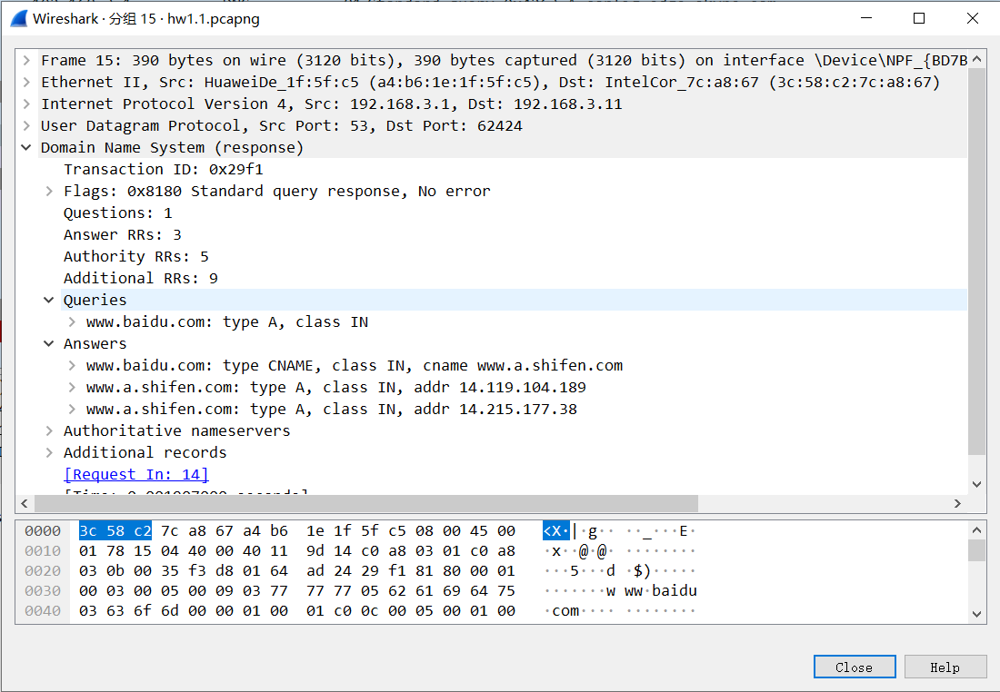 Wireshark · 分组 15 · hw1.1.pcapng
Frame 15: 390 bytes on wire (3120 bits), 390 bytes captured (3120 bits) on interface \Device\NPF_{BD7B
Ethernet II, Src: HuaweiDe_1f:5f:c5 (a4:b6:1e:1f:5f:c5), Dst: IntelCor_7c:a8:67 (3c:58:c2:7c:a8:67)
Internet Protocol Version 4, Src: 192.168.3.1, Dst: 192.168.3.11
User Datagram Protocol, Src Port: 53, Dst Port: 62424
Domain Name System (response)
Transaction ID: 0x29f1
Flags: 0x8180 Standard query response, No error
Questions: 1
Answer RRs: 3
Authority RRs: 5
Additional RRs: 9
Queries
www.baidu.com: type A, class IN
Answers
www.baidu.com: type CNAME, class IN, cname www.a.shifen.com
www.a.shifen.com: type A, class IN, addr 14.119.104.189
www.a.shifen.com: type A, class IN, addr 14.215.177.38
Authoritative nameservers
Additional records
[Request In: 14]
0000 3c 58 c2 7c a8 67 a4 b6 1e 1f 5f c5 08 00 45 00 <X·|·g·· ··_···E·
0010 01 78 15 04 40 00 40 11 9d 14 c0 a8 03 01 c0 a8 ·x··@·@· ········
0020 03 0b 00 35 f3 d8 01 64 ad 24 29 f1 81 80 00 01 ···5···d ·$)·····
0030 00 03 00 05 00 09 03 77 77 77 05 62 61 69 64 75 ·······w ww·baidu
0040 03 63 6f 6d 00 00 01 00 01 c0 0c 00 05 00 01 00 ·com···· ········
Close
Help